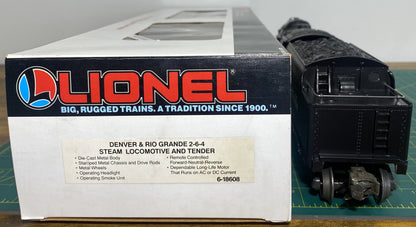 LIONEL
BIG, RUGGED TRAINS. A TRADITION SINCE 1900.™
DENVER & RIO GRANDE 2-6-4
STEAM LOCOMOTIVE AND TENDER
• Die-Cast Metal Body
• Stamped Metal Chassis and Drive Rods
• Metal Wheels
• Operating Headlight
• Operating Smoke Unit
• Remote Controlled
Forward-Neutral-Reverse
• Dependable Long-Life Motor
That Runs on AC or DC Current
6-18608